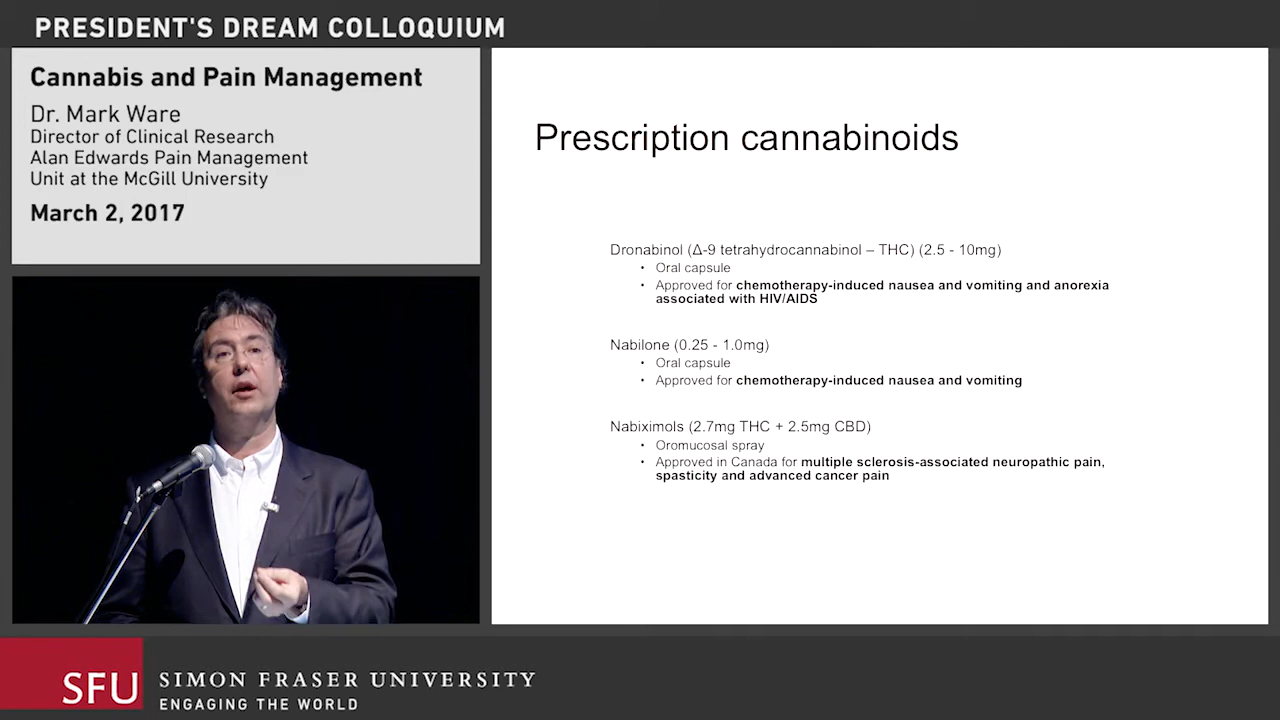 PRESIDENT'S DREAM COLLOQUIUM
Cannabis and Pain Management
Dr. Mark Ware
Director of Clinical Research
Alan Edwards Pain Management
Unit at the McGill University
March 2, 2017
Prescription cannabinoids
Dronabinol (Δ-9 tetrahydrocannabinol – THC) (2.5 - 10mg)
• Oral capsule
• Approved for chemotherapy-induced nausea and vomiting and anorexia
associated with HIV/AIDS
Nabilone (0.25 - 1.0mg)
• Oral capsule
• Approved for chemotherapy-induced nausea and vomiting
Nabiximols (2.7mg THC + 2.5mg CBD)
• Oromucosal spray
• Approved in Canada for multiple sclerosis-associated neuropathic pain,
spasticity and advanced cancer pain
SFU
SIMON FRASER UNIVERSITY
ENGAGING THE WORLD